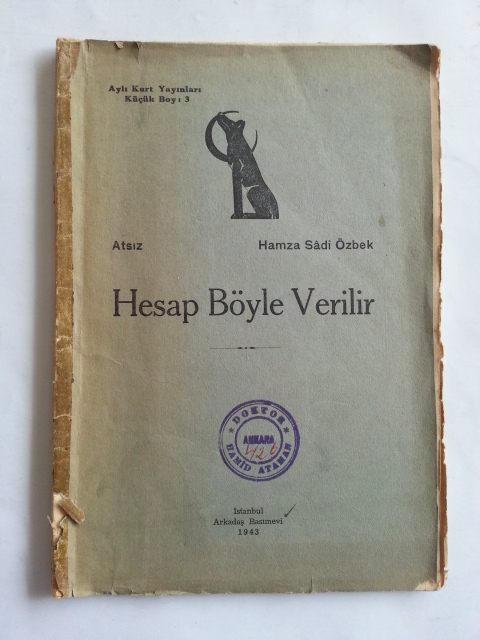 Aylı Kurt Yayınları
Küçük Boy: 3
Atsız
Hamza Sâdi Özbek
Hesap Böyle Verilir
DOKTOR
ANKARA
HAMİD ATAMAN
İstanbul
Arkadaş Basımevi
1943